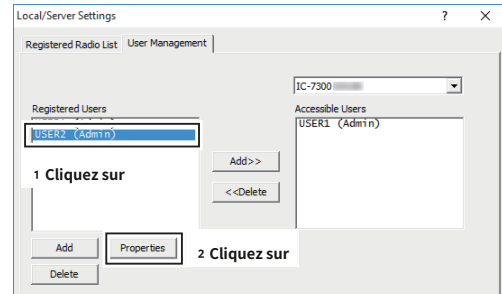 Local/Server Settings ?
Registered Radio List User Management
IC-7300
Registered Users Accessible Users
USER2 (Admin) USER1 (Admin)
1 Cliquez sur
Add>>
<<Delete
Add Properties 2 Cliquez sur
Delete